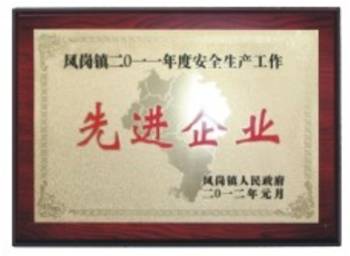 凤岗镇二〇一一年度安全生产工作
先进企业
凤岗镇人民政府
二〇一二年元月